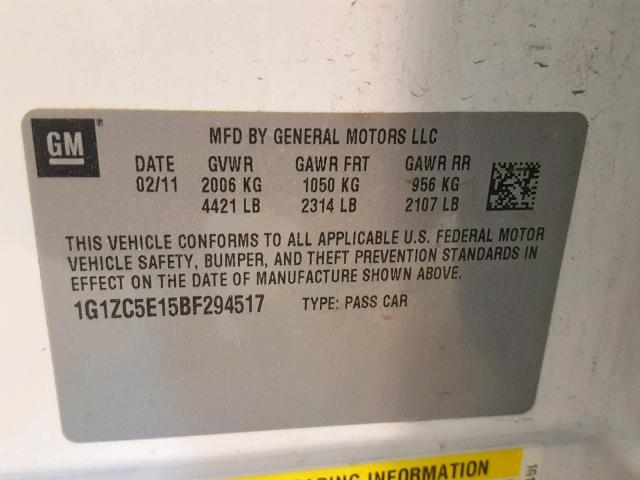 GM
MFD BY GENERAL MOTORS LLC
DATE GVWR GAWR FRT GAWR RR
02/11 2006 KG 1050 KG 956 KG
4421 LB 2314 LB 2107 LB
THIS VEHICLE CONFORMS TO ALL APPLICABLE U.S. FEDERAL MOTOR
VEHICLE SAFETY, BUMPER, AND THEFT PREVENTION STANDARDS IN
EFFECT ON THE DATE OF MANUFACTURE SHOWN ABOVE.
1G1ZC5E15BF294517 TYPE: PASS CAR
INFORMATION